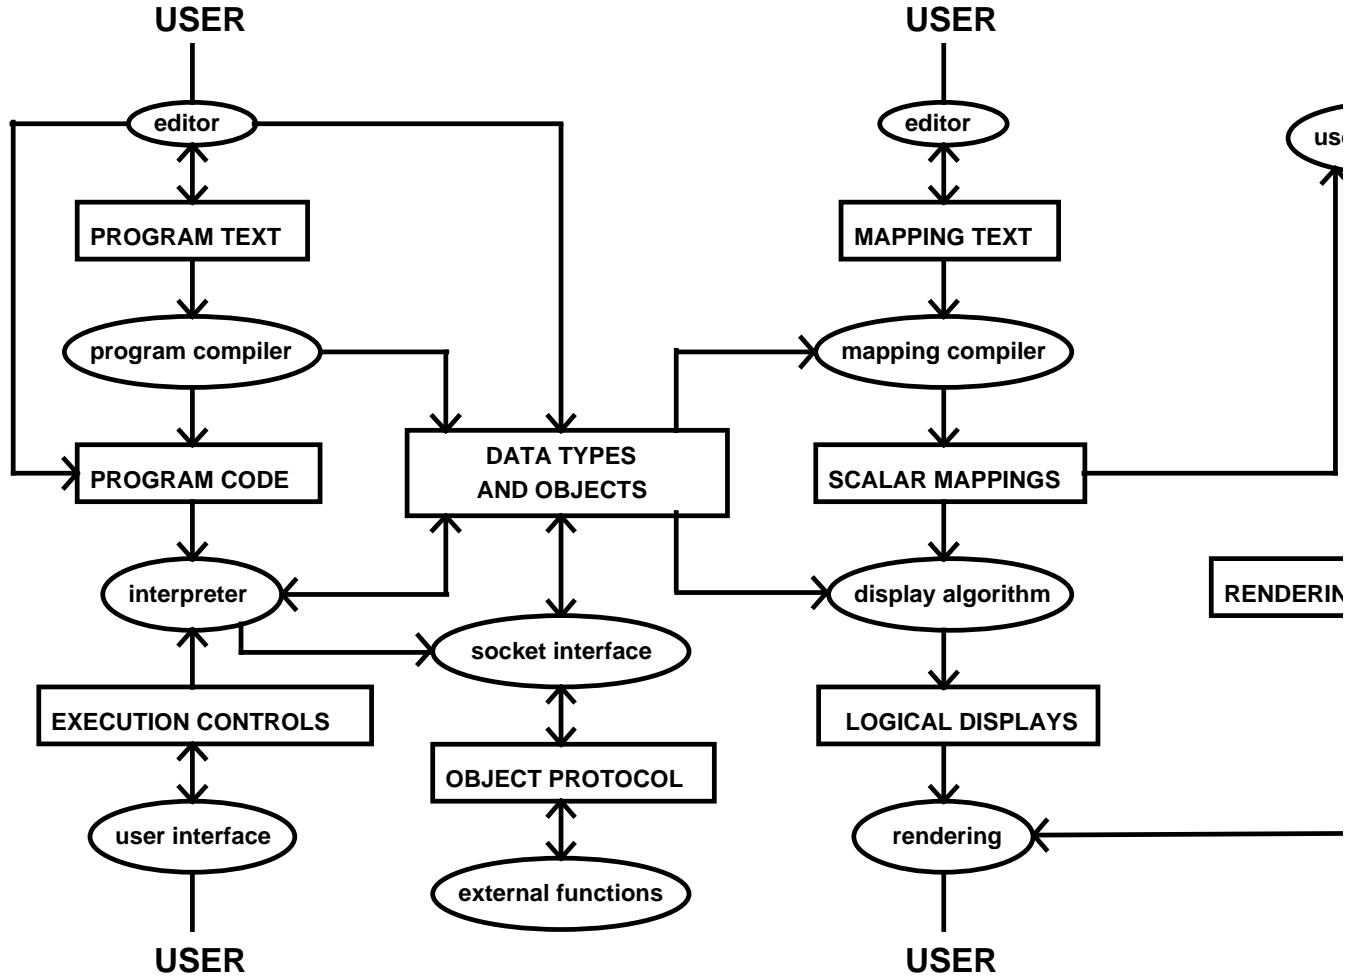 USER
USER
editor
editor
PROGRAM TEXT
MAPPING TEXT
program compiler
mapping compiler
DATA TYPES
AND OBJECTS
PROGRAM CODE
SCALAR MAPPINGS
interpreter
display algorithm
socket interface
EXECUTION CONTROLS
LOGICAL DISPLAYS
OBJECT PROTOCOL
user interface
rendering
external functions
USER
USER